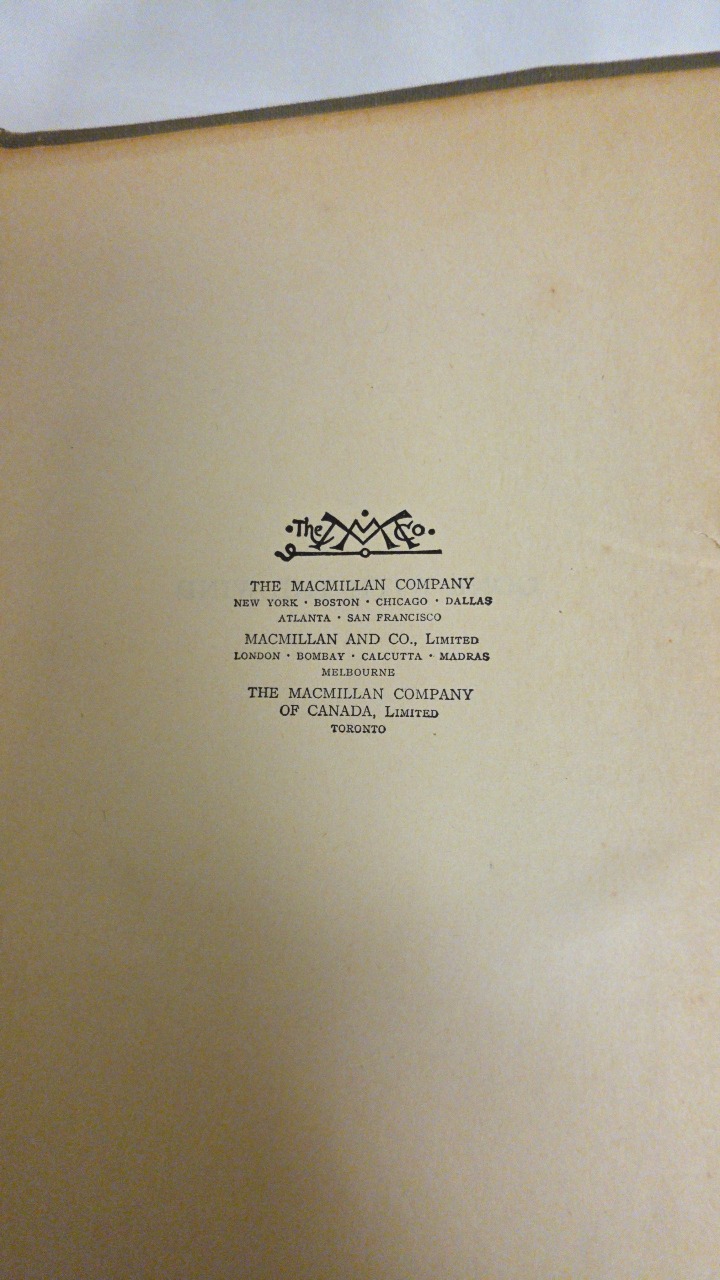 The MM Co.
THE MACMILLAN COMPANY
NEW YORK · BOSTON · CHICAGO · DALLAS
ATLANTA · SAN FRANCISCO
MACMILLAN AND CO., LIMITED
LONDON · BOMBAY · CALCUTTA · MADRAS
MELBOURNE
THE MACMILLAN COMPANY
OF CANADA, LIMITED
TORONTO